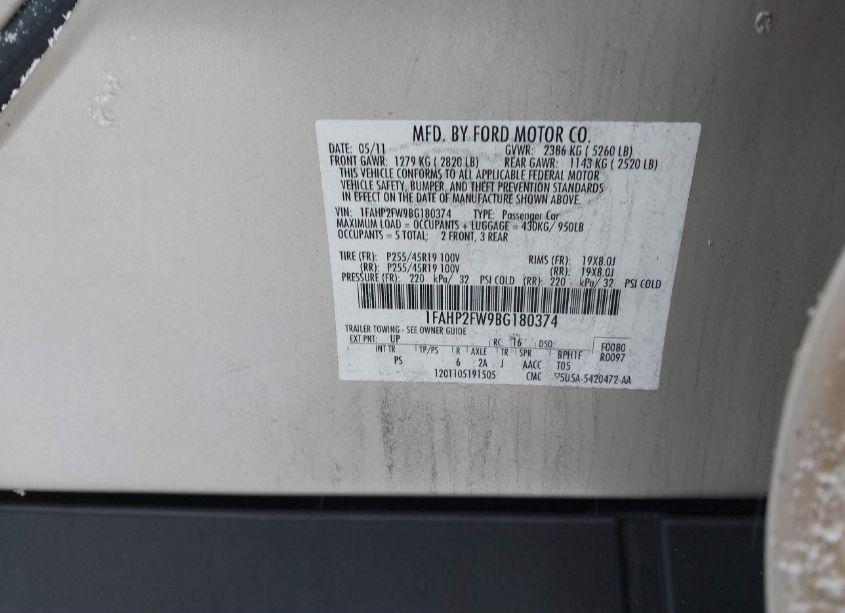 MFD. BY FORD MOTOR CO.
DATE: 05/11 GVWR: 2386 KG ( 5260 LB)
FRONT GAWR: 1279 KG ( 2820 LB) REAR GAWR: 1143 KG ( 2520 LB)
THIS VEHICLE CONFORMS TO ALL APPLICABLE FEDERAL MOTOR
VEHICLE SAFETY, BUMPER, AND THEFT PREVENTION STANDARDS
IN EFFECT ON THE DATE OF MANUFACTURE SHOWN ABOVE.
VIN: 1FAHP2FW9BG180374 TYPE: Passenger Car
MAXIMUM LOAD = OCCUPANTS + LUGGAGE = 430KG/ 950LB
OCCUPANTS = 5 TOTAL; 2 FRONT, 3 REAR
TIRE (FR): P255/45R19 100V RIMS (FR): 19X8.0J
(RR): P255/45R19 100V (RR): 19X8.0J
PRESSURE (FR): 220 kPa/ 32 PSI COLD (RR): 220 kPa/ 32 PSI COLD
1FAHP2FW9BG180374
TRAILER TOWING - SEE OWNER GUIDE
EXT PNT: UP RC: 16 DSO: F0080
INT TR TP/PS R AXLE TR SPR BPH1F R0097
PS 6 2A J AACC T05
1201105191505 CMC ▽5U5A-5420472-AA